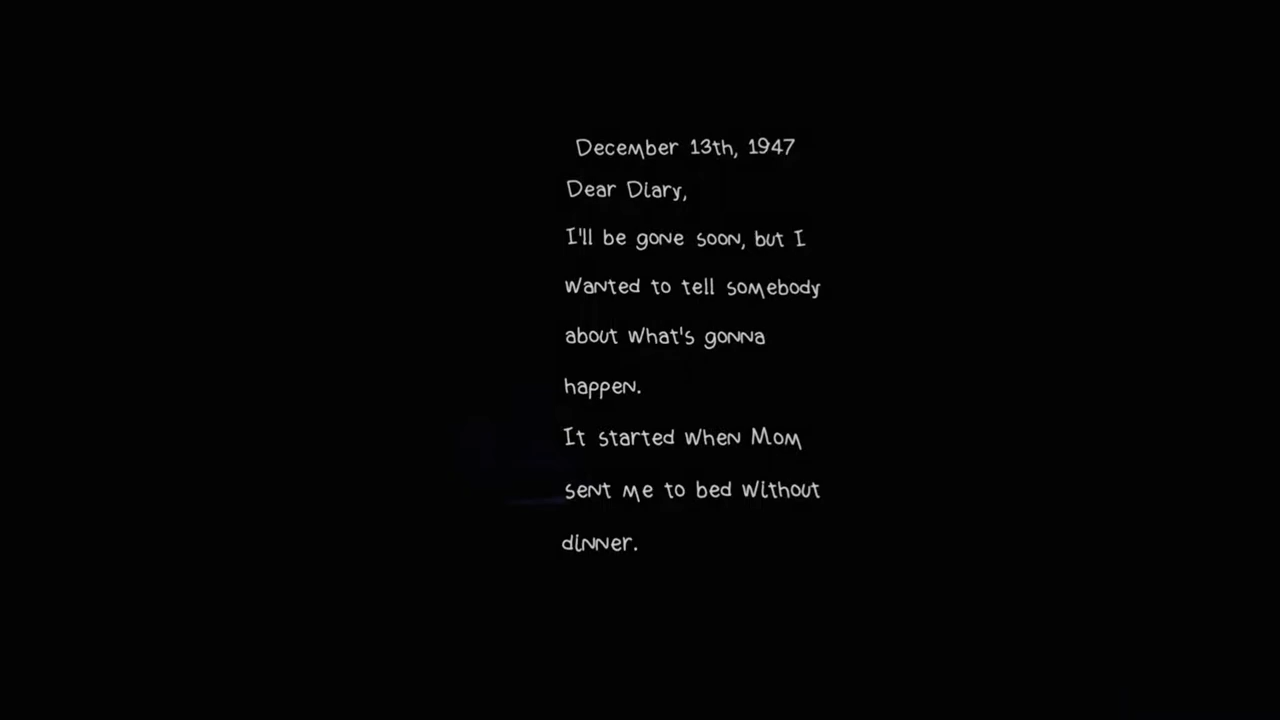 December 13th, 1947
Dear Diary,
I'll be gone soon, but I
wanted to tell somebody
about what's gonna
happen.
It started when Mom
sent me to bed without
dinner.